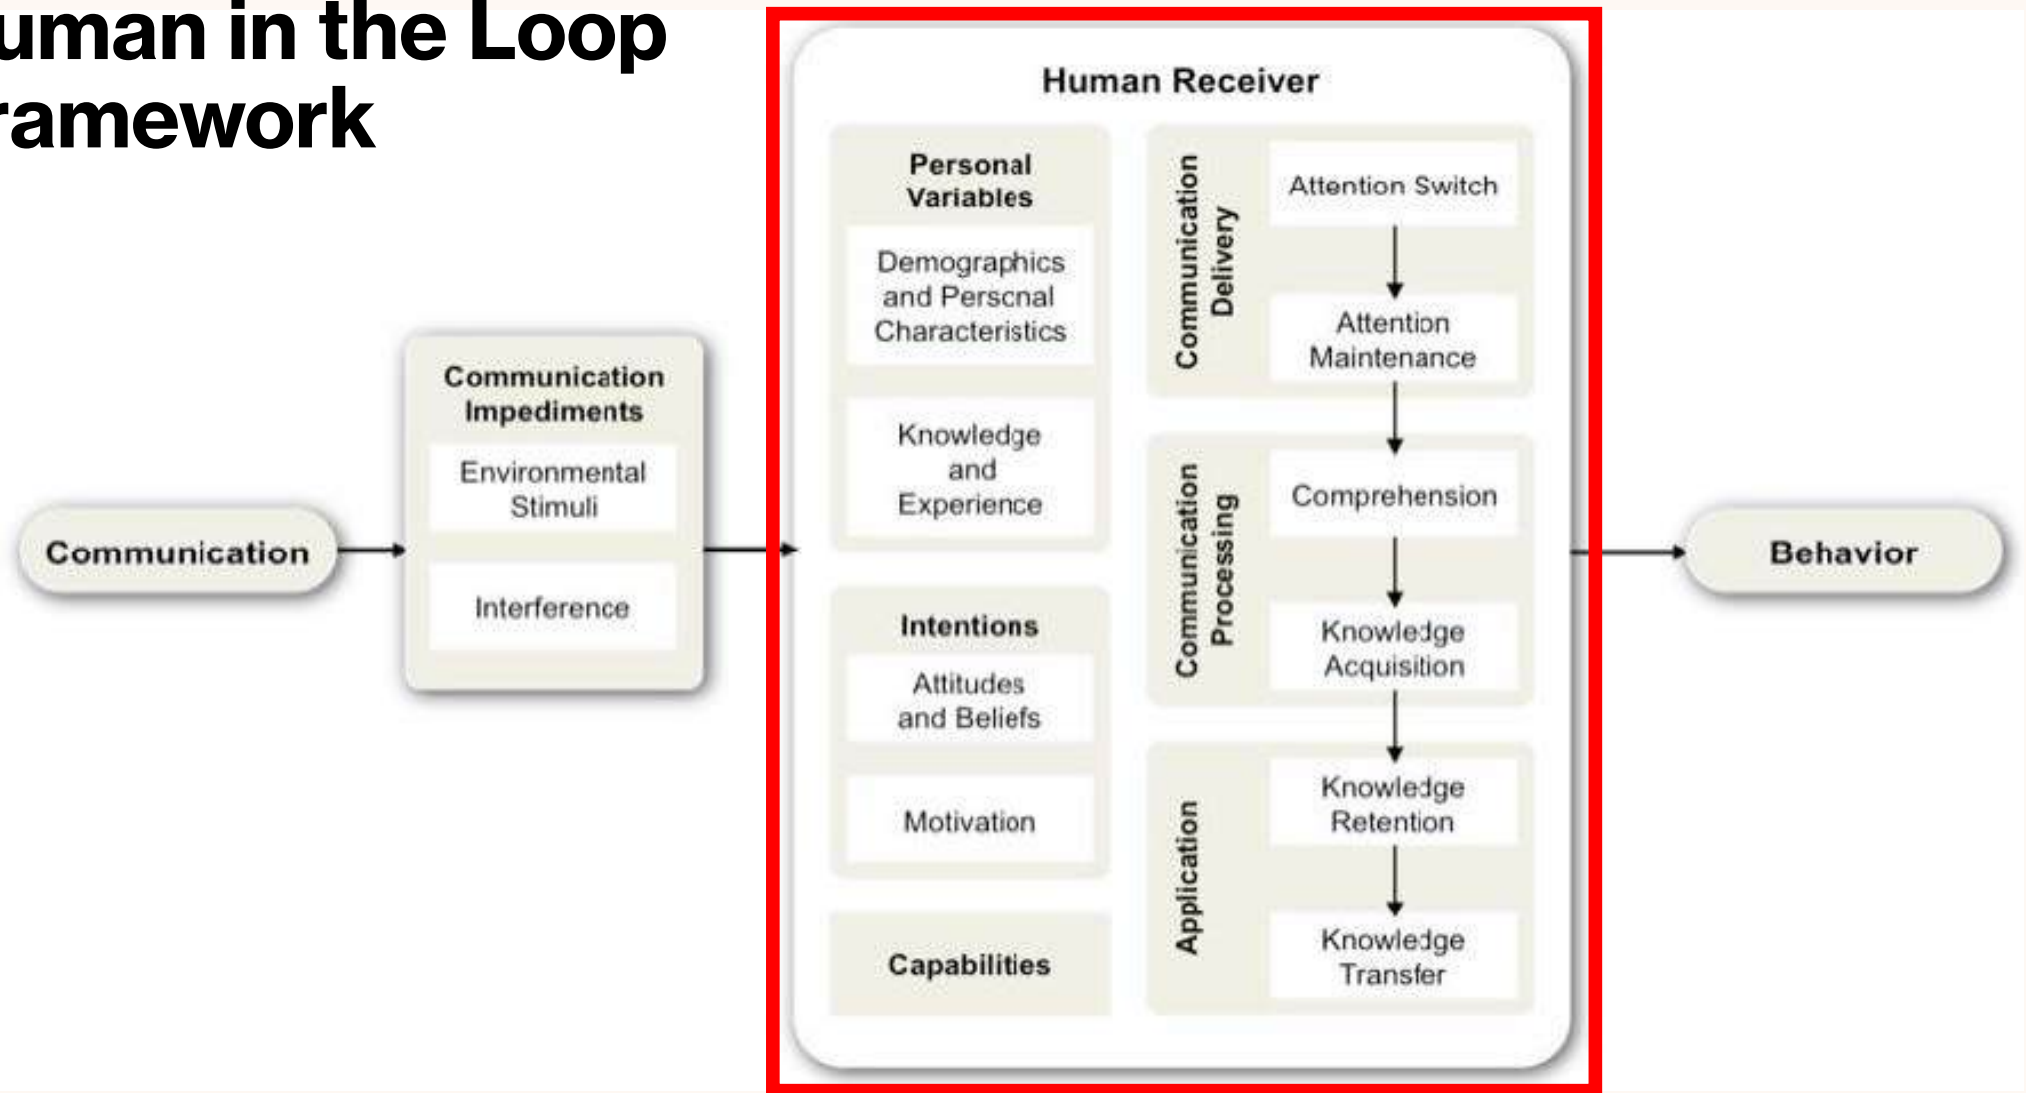 uman in the Loop
ramework
Communication
Communication
Impediments
Environmental
Stimuli
Interference
Human Receiver
Personal
Variables
Demographics
and Personal
Characteristics
Knowledge
and
Experience
Intentions
Attitudes
and Beliefs
Motivation
Capabilities
Communication
Delivery
Attention Switch
Attention
Maintenance
Communication
Processing
Comprehension
Knowledge
Acquisition
Application
Knowledge
Retention
Knowledge
Transfer
Behavior